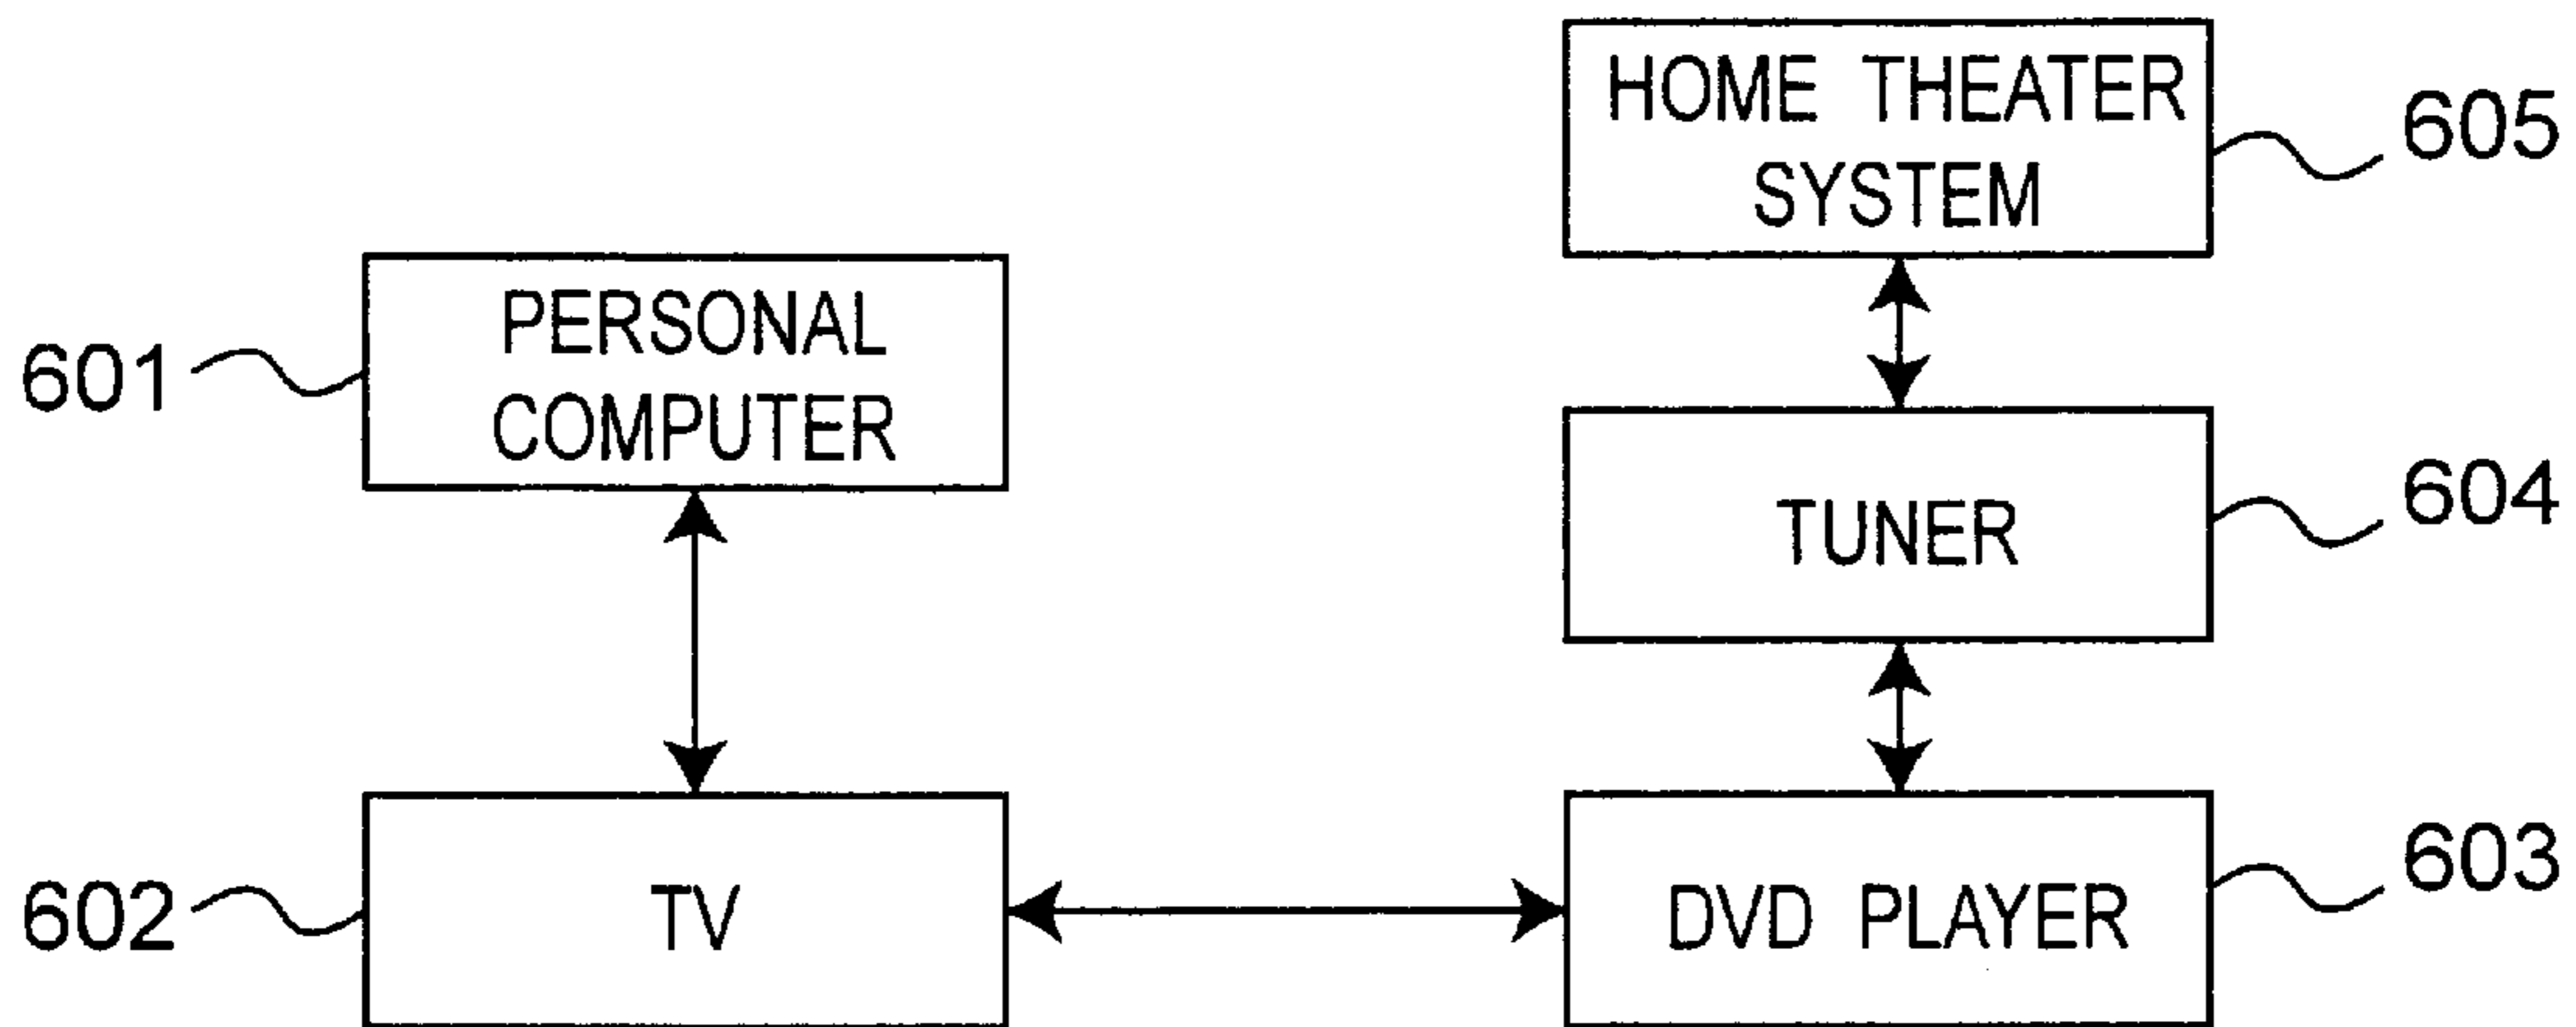 HOME THEATER
SYSTEM
605
PERSONAL
COMPUTER
601
TUNER
604
TV
602
DVD PLAYER
603